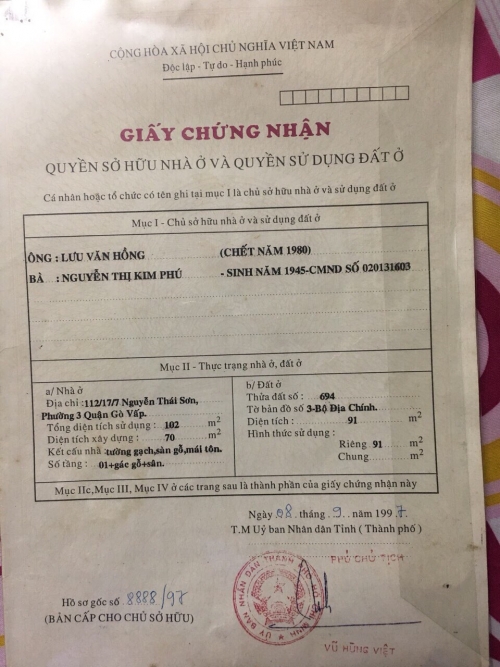 CỘNG HÒA XÃ HỘI CHỦ NGHĨA VIỆT NAM
Độc lập - Tự do - Hạnh phúc
GIẤY CHỨNG NHẬN
QUYỀN SỞ HỮU NHÀ Ở VÀ QUYỀN SỬ DỤNG ĐẤT Ở
Cá nhân hoặc tổ chức có tên ghi tại mục I là chủ sở hữu nhà ở và sử dụng đất ở
Mục I - Chủ sở hữu nhà ở và sử dụng đất ở
ÔNG : LƯU VĂN HỒNG (CHẾT NĂM 1980)
BÀ : NGUYỄN THỊ KIM PHÚ - SINH NĂM 1945-CMND SỐ 020131603
Mục II - Thực trạng nhà ở, đất ở
a/ Nhà ở
Địa chỉ : 112/17/7 Nguyễn Thái Sơn,
Phường 3 Quận Gò Vấp.
Tổng diện tích sử dụng : 102 m2
Diện tích xây dựng : 70 m2
Kết cấu nhà : tường gạch,sàn gỗ,mái tôn.
Số tầng : 01+gác gỗ+sân.
b/ Đất ở
Thửa đất số : 694
Tờ bản đồ số 3-Bộ Địa Chính.
Diện tích : 91 m2
Hình thức sử dụng :
Riêng 91 m2
Chung m2
Mục IIc, Mục III, Mục IV ở các trang sau là thành phần của giấy chứng nhận này
Ngày 08 tháng 9 năm 1997
T.M Uỷ ban Nhân dân Tỉnh ( Thành phố )
PHÓ CHỦ TỊCH
Hồ sơ gốc số 8888/97
(BẢN CẤP CHO CHỦ SỞ HỮU)
VŨ HÙNG VIỆT